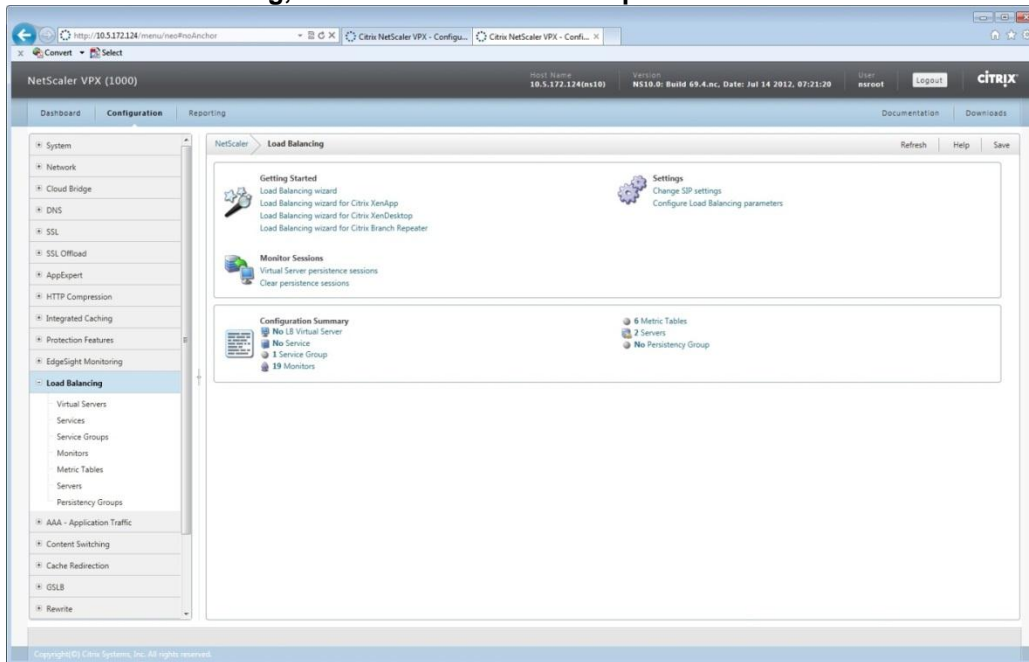 http://10.5.172.124/menu/neo#noAnchor
Citrix NetScaler VPX - Configu...
Citrix NetScaler VPX - Confi...
x Convert Select
NetScaler VPX (1000)
Host Name
10.5.172.124(ns10)
Version
NS10.0: Build 69.4.nc, Date: Jul 14 2012, 07:21:20
User
nsroot
Logout
CITRIX
Dashboard Configuration Reporting
Documentation Downloads
System
Network
Cloud Bridge
DNS
SSL
SSL Offload
AppExpert
HTTP Compression
Integrated Caching
Protection Features
EdgeSight Monitoring
Load Balancing
Virtual Servers
Services
Service Groups
Monitors
Metric Tables
Servers
Persistency Groups
AAA - Application Traffic
Content Switching
Cache Redirection
GSLB
Rewrite
NetScaler Load Balancing
Refresh Help Save
Getting Started
Load Balancing wizard
Load Balancing wizard for Citrix XenApp
Load Balancing wizard for Citrix XenDesktop
Load Balancing wizard for Citrix Branch Repeater
Settings
Change SIP settings
Configure Load Balancing parameters
Monitor Sessions
Virtual Server persistence sessions
Clear persistence sessions
Configuration Summary
No LB Virtual Server
No Service
1 Service Group
19 Monitors
6 Metric Tables
2 Servers
No Persistency Group
Copyright(©) Citrix Systems, Inc. All rights reserved.